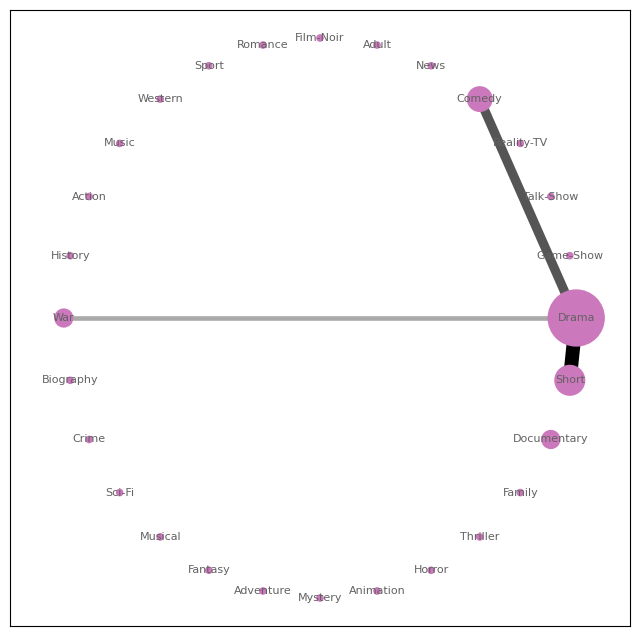 Film-Noir
Romance
Adult
Sport
News
Western
Comedy
Music
Reality-TV
Action
Talk-Show
History
Game-Show
War
Drama
Biography
Short
Crime
Documentary
Sci-Fi
Family
Musical
Thriller
Fantasy
Horror
Adventure
Animation
Mystery